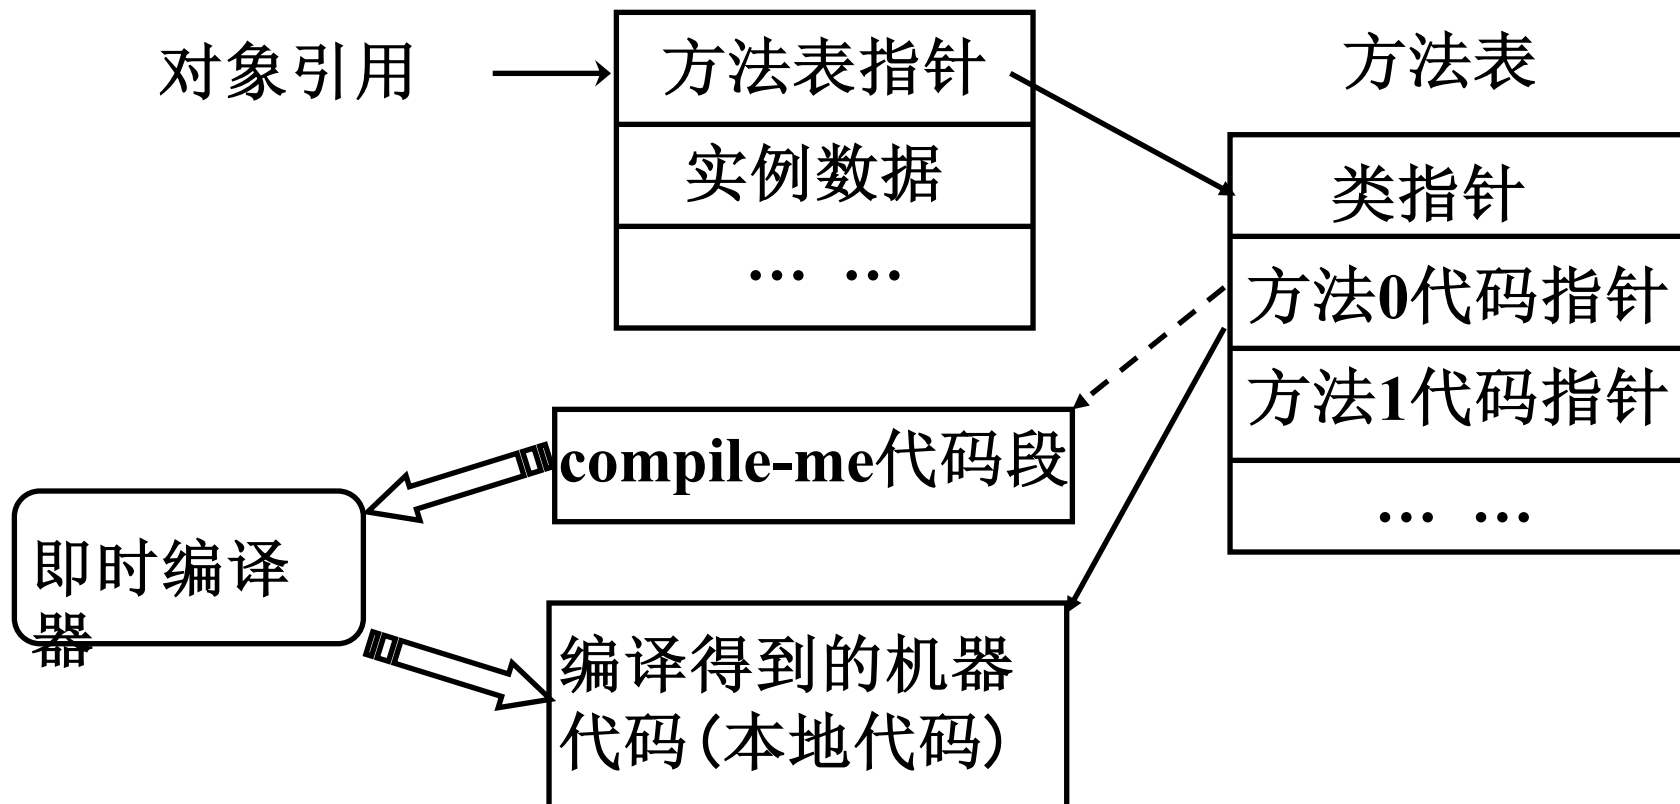 对象引用
方法表指针
方法表
实例数据
… …
类指针
方法0代码指针
方法1代码指针
… …
compile-me代码段
即时编译
器
编译得到的机器
代码(本地代码)